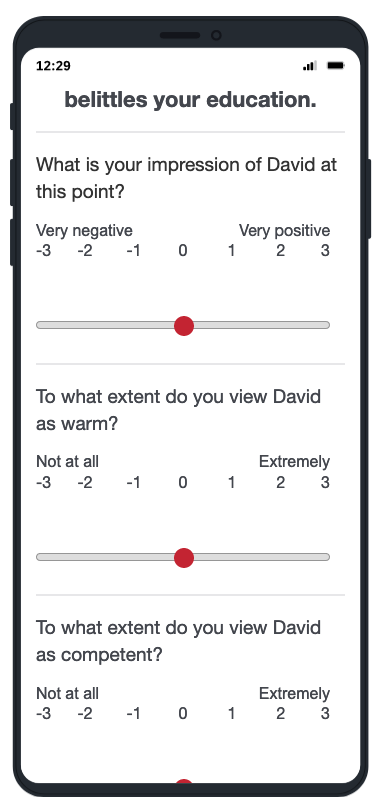 12:29
belittles your education.
What is your impression of David at
this point?
Very negative Very positive
-3 -2 -1 0 1 2 3
To what extent do you view David
as warm?
Not at all Extremely
-3 -2 -1 0 1 2 3
To what extent do you view David
as competent?
Not at all Extremely
-3 -2 -1 0 1 2 3